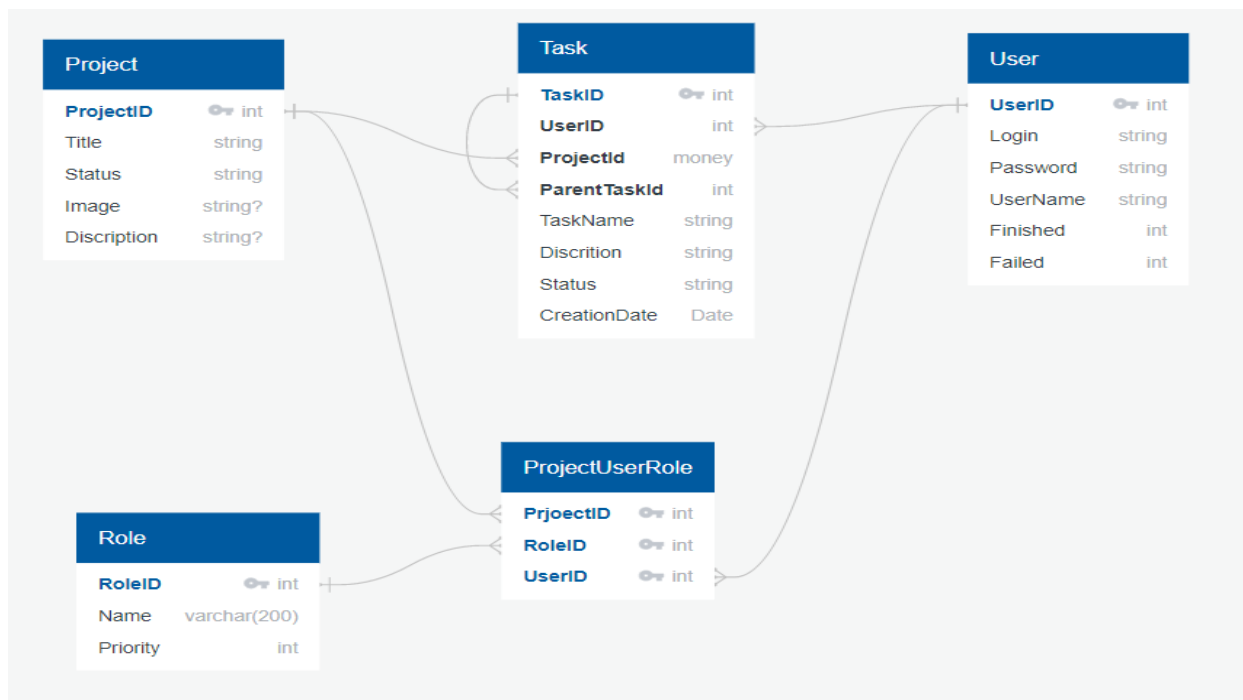 Project
ProjectID int
Title string
Status string
Image string?
Discription string?
Task
TaskID int
UserID int
ProjectId money
ParentTaskId int
TaskName string
Discrition string
Status string
CreationDate Date
User
UserID int
Login string
Password string
UserName string
Finished int
Failed int
ProjectUserRole
PrjoectID int
RoleID int
UserID int
Role
RoleID int
Name varchar(200)
Priority int